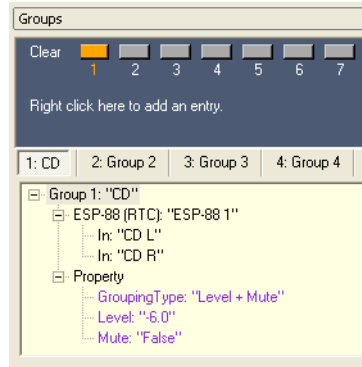 Groups
Clear
1 2 3 4 5 6 7
Right click here to add an entry.
1: CD 2: Group 2 3: Group 3 4: Group 4
Group 1: "CD"
ESP-88 (RTC): "ESP-88 1"
In: "CD L"
In: "CD R"
Property
GroupingType: "Level + Mute"
Level: "-6.0"
Mute: "False"